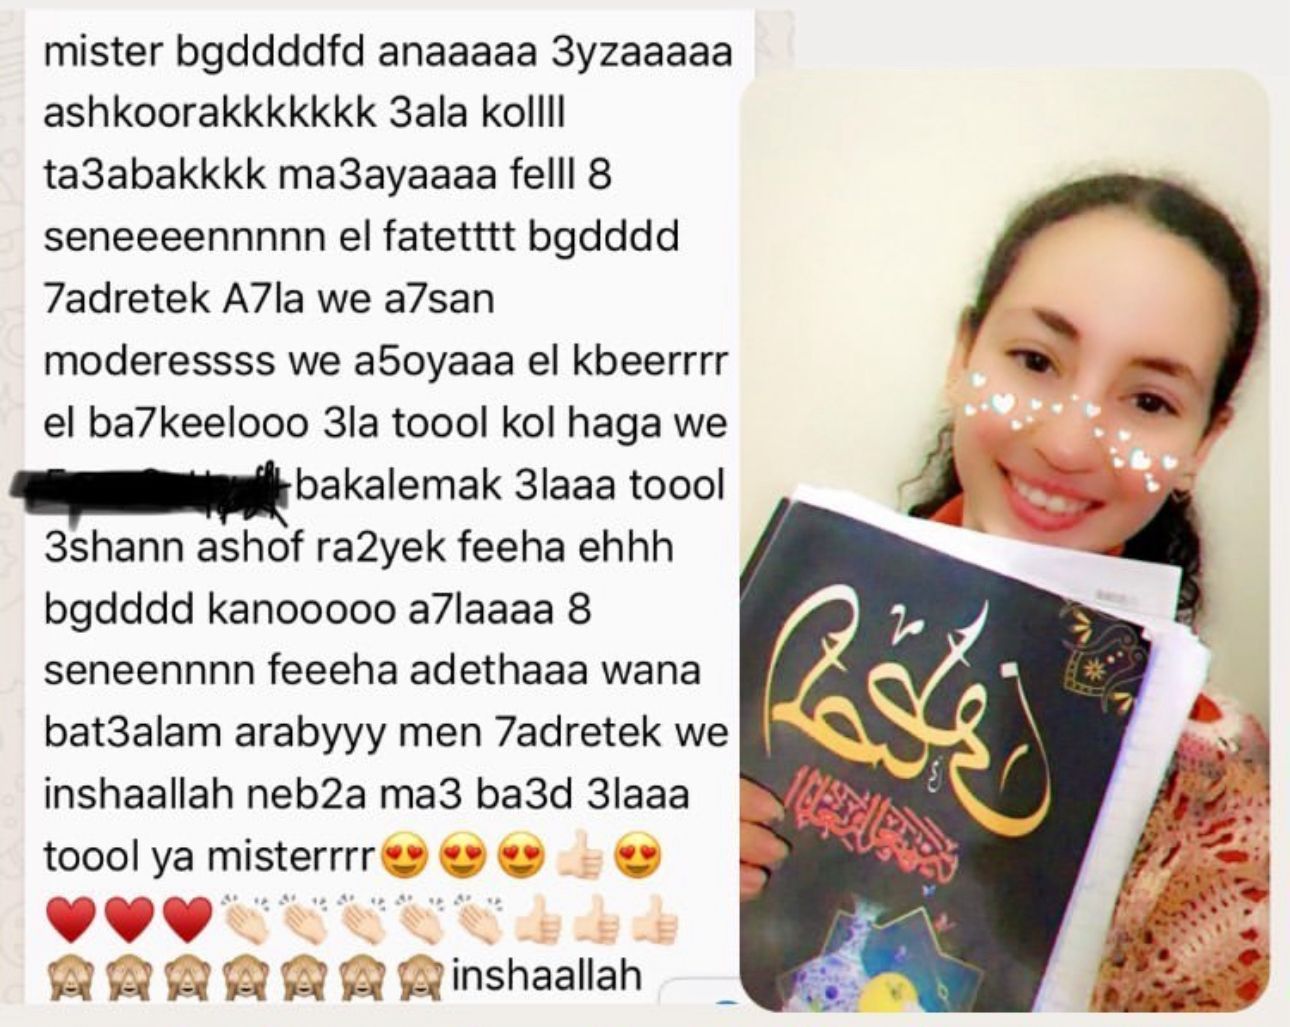 mister bgddddfd anaaaaa 3yzaaaaa
ashkoorakkkkkkk 3ala kollll
ta3abakkkk ma3ayaaaa felll 8
seneeeennnnn el fatetttt bgdddd
7adretek A7la we a7san
moderessss we a5oyaaa el kbeerrrr
el ba7keelooo 3la toool kol haga we
bakalemak 3laaa toool
3shann ashof ra2yek feeha ehhh
bgdddd kanooooo a7laaaa 8
seneennnn feeeha adethaaa wana
bat3alam arabyyy men 7adretek we
inshaallah neb2a ma3 ba3d 3laaa
toool ya misterrrr😍😍😍👍🏻😍
♥️♥️♥️👏🏻👏🏻👏🏻👏🏻👏🏻👍🏻👍🏻👍🏻
🙈🙈🙈🙈🙈🙈🙈inshaallah